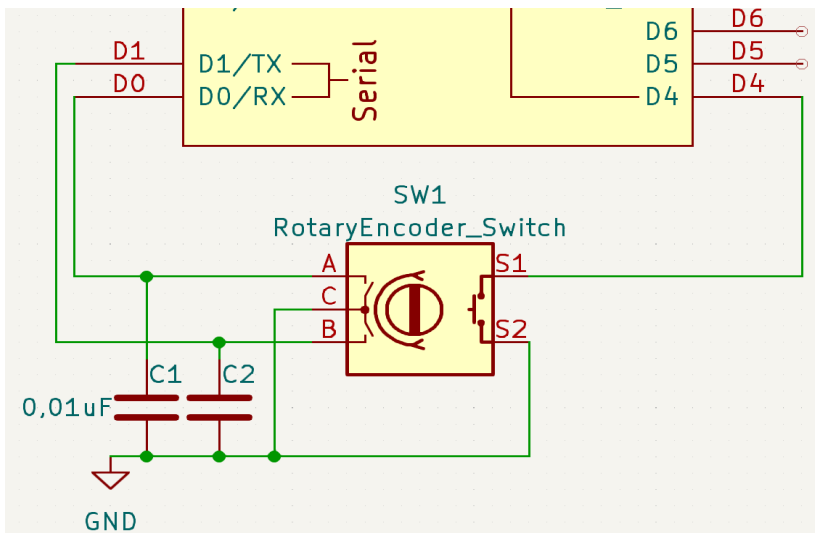 D6
D6
D1
D1/TX
D5
D5
D0
D0/RX
Serial
D4
D4
SW1
RotaryEncoder_Switch
A
S1
C
B
S2
C1
C2
0,01uF
GND